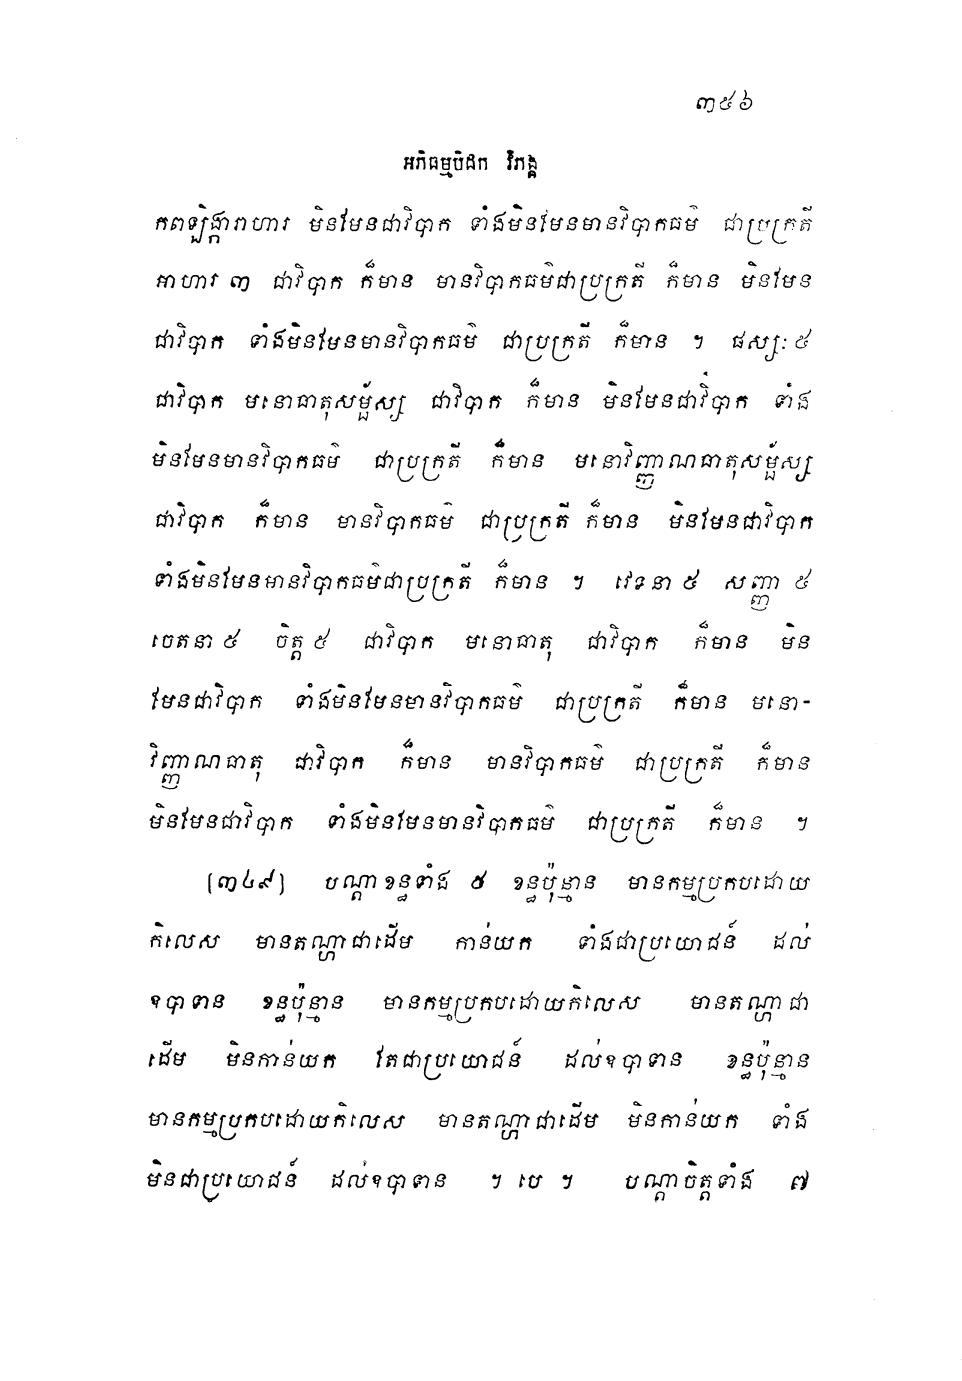 ៣៥៦
អភិធម្មបិដក វិភង្គ
កពឡិង្ការាហារ មិនមែនជាវិបាក ទាំងមិនមែនមានវិបាកធម៌ ជាប្រក្រតី
អាហារ ៣ ជាវិបាក ក៏មាន មានវិបាកធម៌ជាប្រក្រតី ក៏មាន មិនមែន
ជាវិបាក ទាំងមិនមែនមានវិបាកធម៌ ជាប្រក្រតី ក៏មាន ។ ផស្សៈ ៥
ជាវិបាក មនោធាតុសម្ផ័ស្ស ជាវិបាក ក៏មាន មិនមែនជាវិបាក ទាំង
មិនមែនមានវិបាកធម៌ ជាប្រក្រតី ក៏មាន មនោវិញ្ញាណធាតុសម្ផ័ស្ស
ជាវិបាក ក៏មាន មានវិបាកធម៌ ជាប្រក្រតី ក៏មាន មិនមែនជាវិបាក
ទាំងមិនមែនមានវិបាកធម៌ជាប្រក្រតី ក៏មាន ។ វេទនា ៥ សញ្ញា ៥
ចេតនា ៥ ចិត្ត ៥ ជាវិបាក មនោធាតុ ជាវិបាក ក៏មាន មិន
មែនជាវិបាក ទាំងមិនមែនមានវិបាកធម៌ ជាប្រក្រតី ក៏មាន មនោ-
វិញ្ញាណធាតុ ជាវិបាក ក៏មាន មានវិបាកធម៌ ជាប្រក្រតី ក៏មាន
មិនមែនជាវិបាក ទាំងមិនមែនមានវិបាកធម៌ ជាប្រក្រតី ក៏មាន ។
[៣៤៩] បណ្ដាខន្ធទាំង ៥ ខន្ធប៉ុន្មាន មានកម្មប្រកបដោយ
កិលេស មានតណ្ហាជាដើម កាន់យក ទាំងជាប្រយោជន៍ ដល់
ឧបាទាន ខន្ធប៉ុន្មាន មានកម្មប្រកបដោយកិលេស មានតណ្ហាជា
ដើម មិនកាន់យក តែជាប្រយោជន៍ ដល់ឧបាទាន ខន្ធប៉ុន្មាន
មានកម្មប្រកបដោយកិលេស មានតណ្ហាជាដើម មិនកាន់យក ទាំង
មិនជាប្រយោជន៍ ដល់ឧបាទាន ។ បេ ។ បណ្ដាចិត្តទាំង ៧